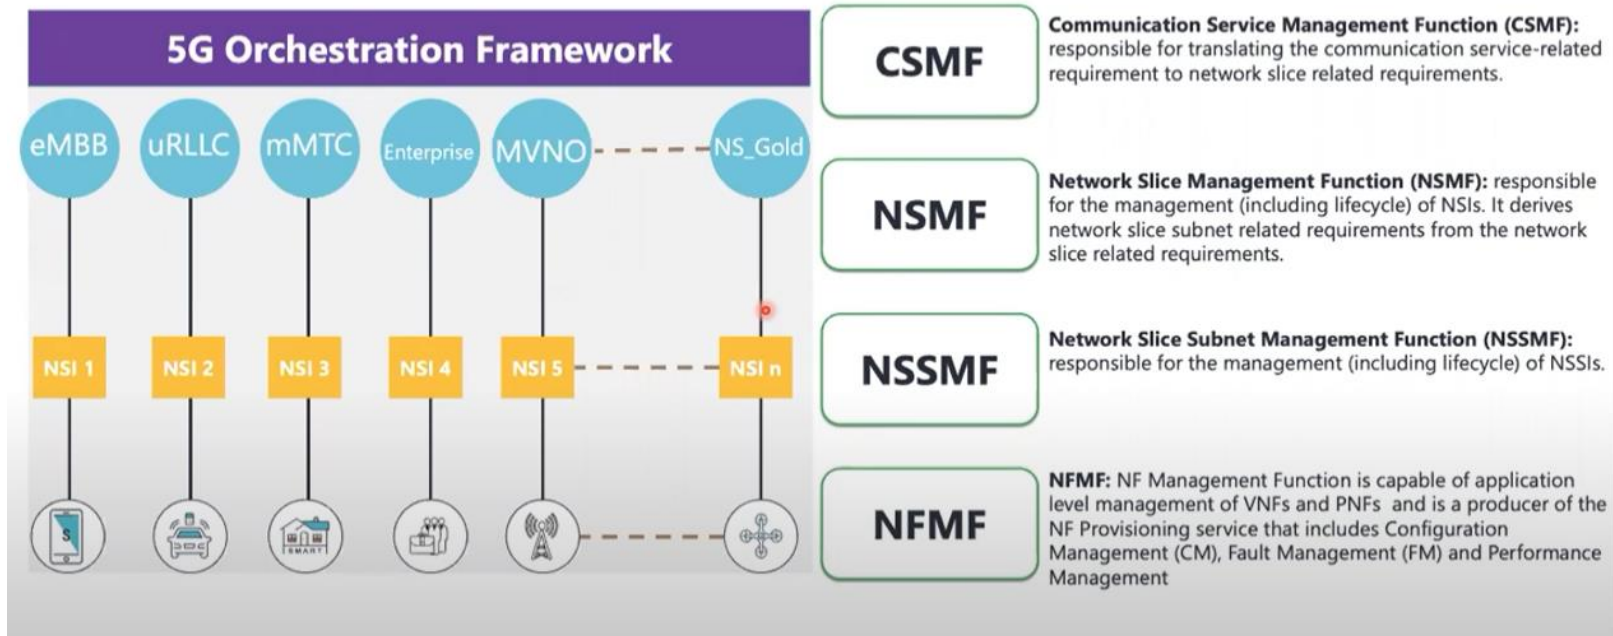 5G Orchestration Framework
eMBB
uRLLC
mMTC
Enterprise
MVNO
NS_Gold
NSI 1
NSI 2
NSI 3
NSI 4
NSI 5
NSI n
S
SMART
CSMF
Communication Service Management Function (CSMF):
responsible for translating the communication service-related
requirement to network slice related requirements.
NSMF
Network Slice Management Function (NSMF): responsible
for the management (including lifecycle) of NSIs. It derives
network slice subnet related requirements from the network
slice related requirements.
NSSMF
Network Slice Subnet Management Function (NSSMF):
responsible for the management (including lifecycle) of NSSIs.
NFMF
NFMF: NF Management Function is capable of application
level management of VNFs and PNFs and is a producer of the
NF Provisioning service that includes Configuration
Management (CM), Fault Management (FM) and Performance
Management